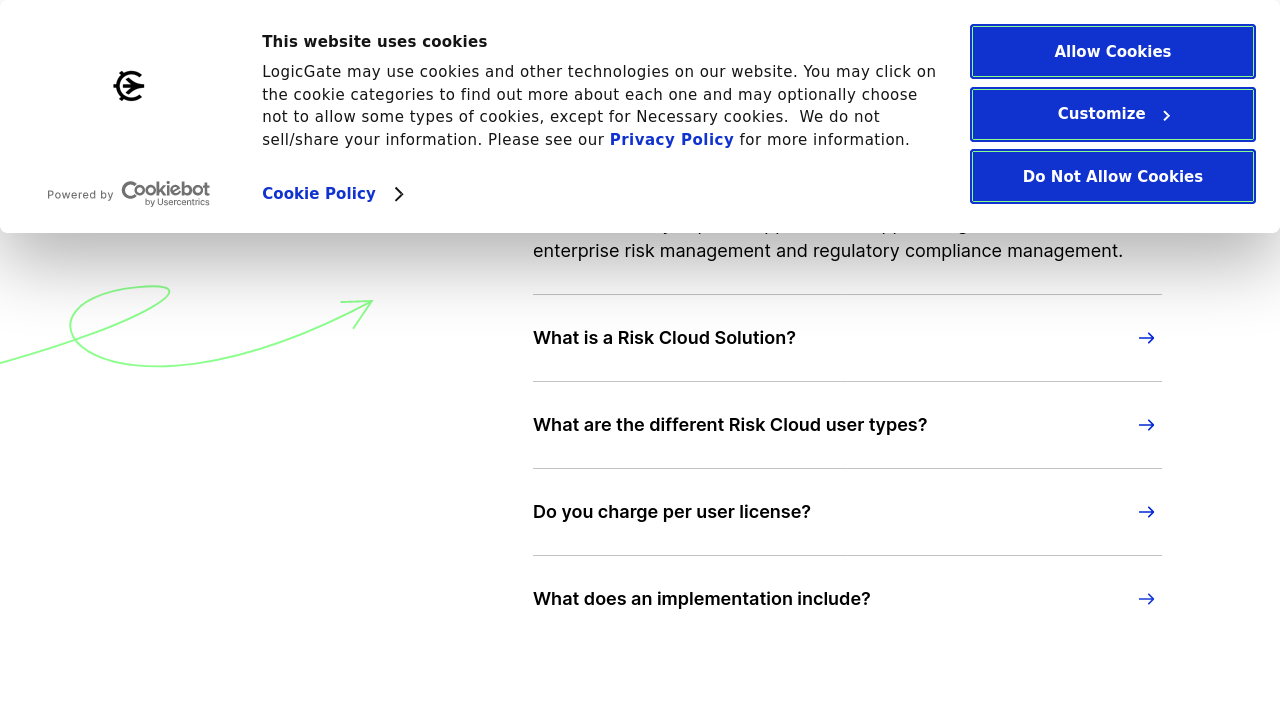 This website uses cookies
LogicGate may use cookies and other technologies on our website. You may click on
the cookie categories to find out more about each one and may optionally choose
not to allow some types of cookies, except for Necessary cookies.  We do not
sell/share your information. Please see our Privacy Policy for more information.
Cookie Policy
Powered by Cookiebot
by Usercentrics
Allow Cookies
Customize
Do Not Allow Cookies
enterprise risk management and regulatory compliance management.
What is a Risk Cloud Solution?
What are the different Risk Cloud user types?
Do you charge per user license?
What does an implementation include?